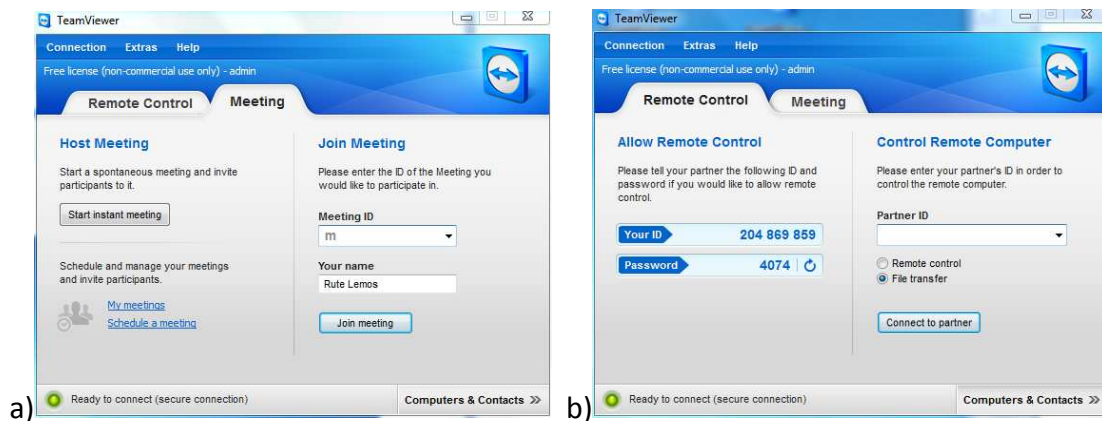 TeamViewer
Connection Extras Help
Free license (non-commercial use only) - admin
Remote Control Meeting
Host Meeting
Start a spontaneous meeting and invite
participants to it.
Start instant meeting
Schedule and manage your meetings
and invite participants.
My meetings
Schedule a meeting
Join Meeting
Please enter the ID of the Meeting you
would like to participate in.
Meeting ID
m
Your name
Rute Lemos
Join meeting
Ready to connect (secure connection)
Computers & Contacts >>
a)
TeamViewer
Connection Extras Help
Free license (non-commercial use only) - admin
Remote Control Meeting
Allow Remote Control
Please tell your partner the following ID and
password if you would like to allow remote
control.
Your ID 204 869 859
Password 4074
Control Remote Computer
Please enter your partner's ID in order to
control the remote computer.
Partner ID
Remote control
File transfer
Connect to partner
Ready to connect (secure connection)
Computers & Contacts >>
b)